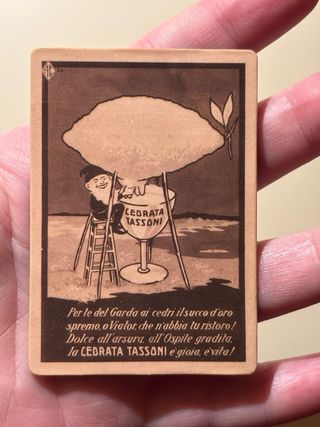 CEDRATA
TASSONI
Per te del Garda ai cedri il succo d'oro
spremo, o Viator, che n'abbia tu ristoro!
Dolce all'arsura, all'Ospite gradita,
la CEDRATA TASSONI è gioia, è vita!